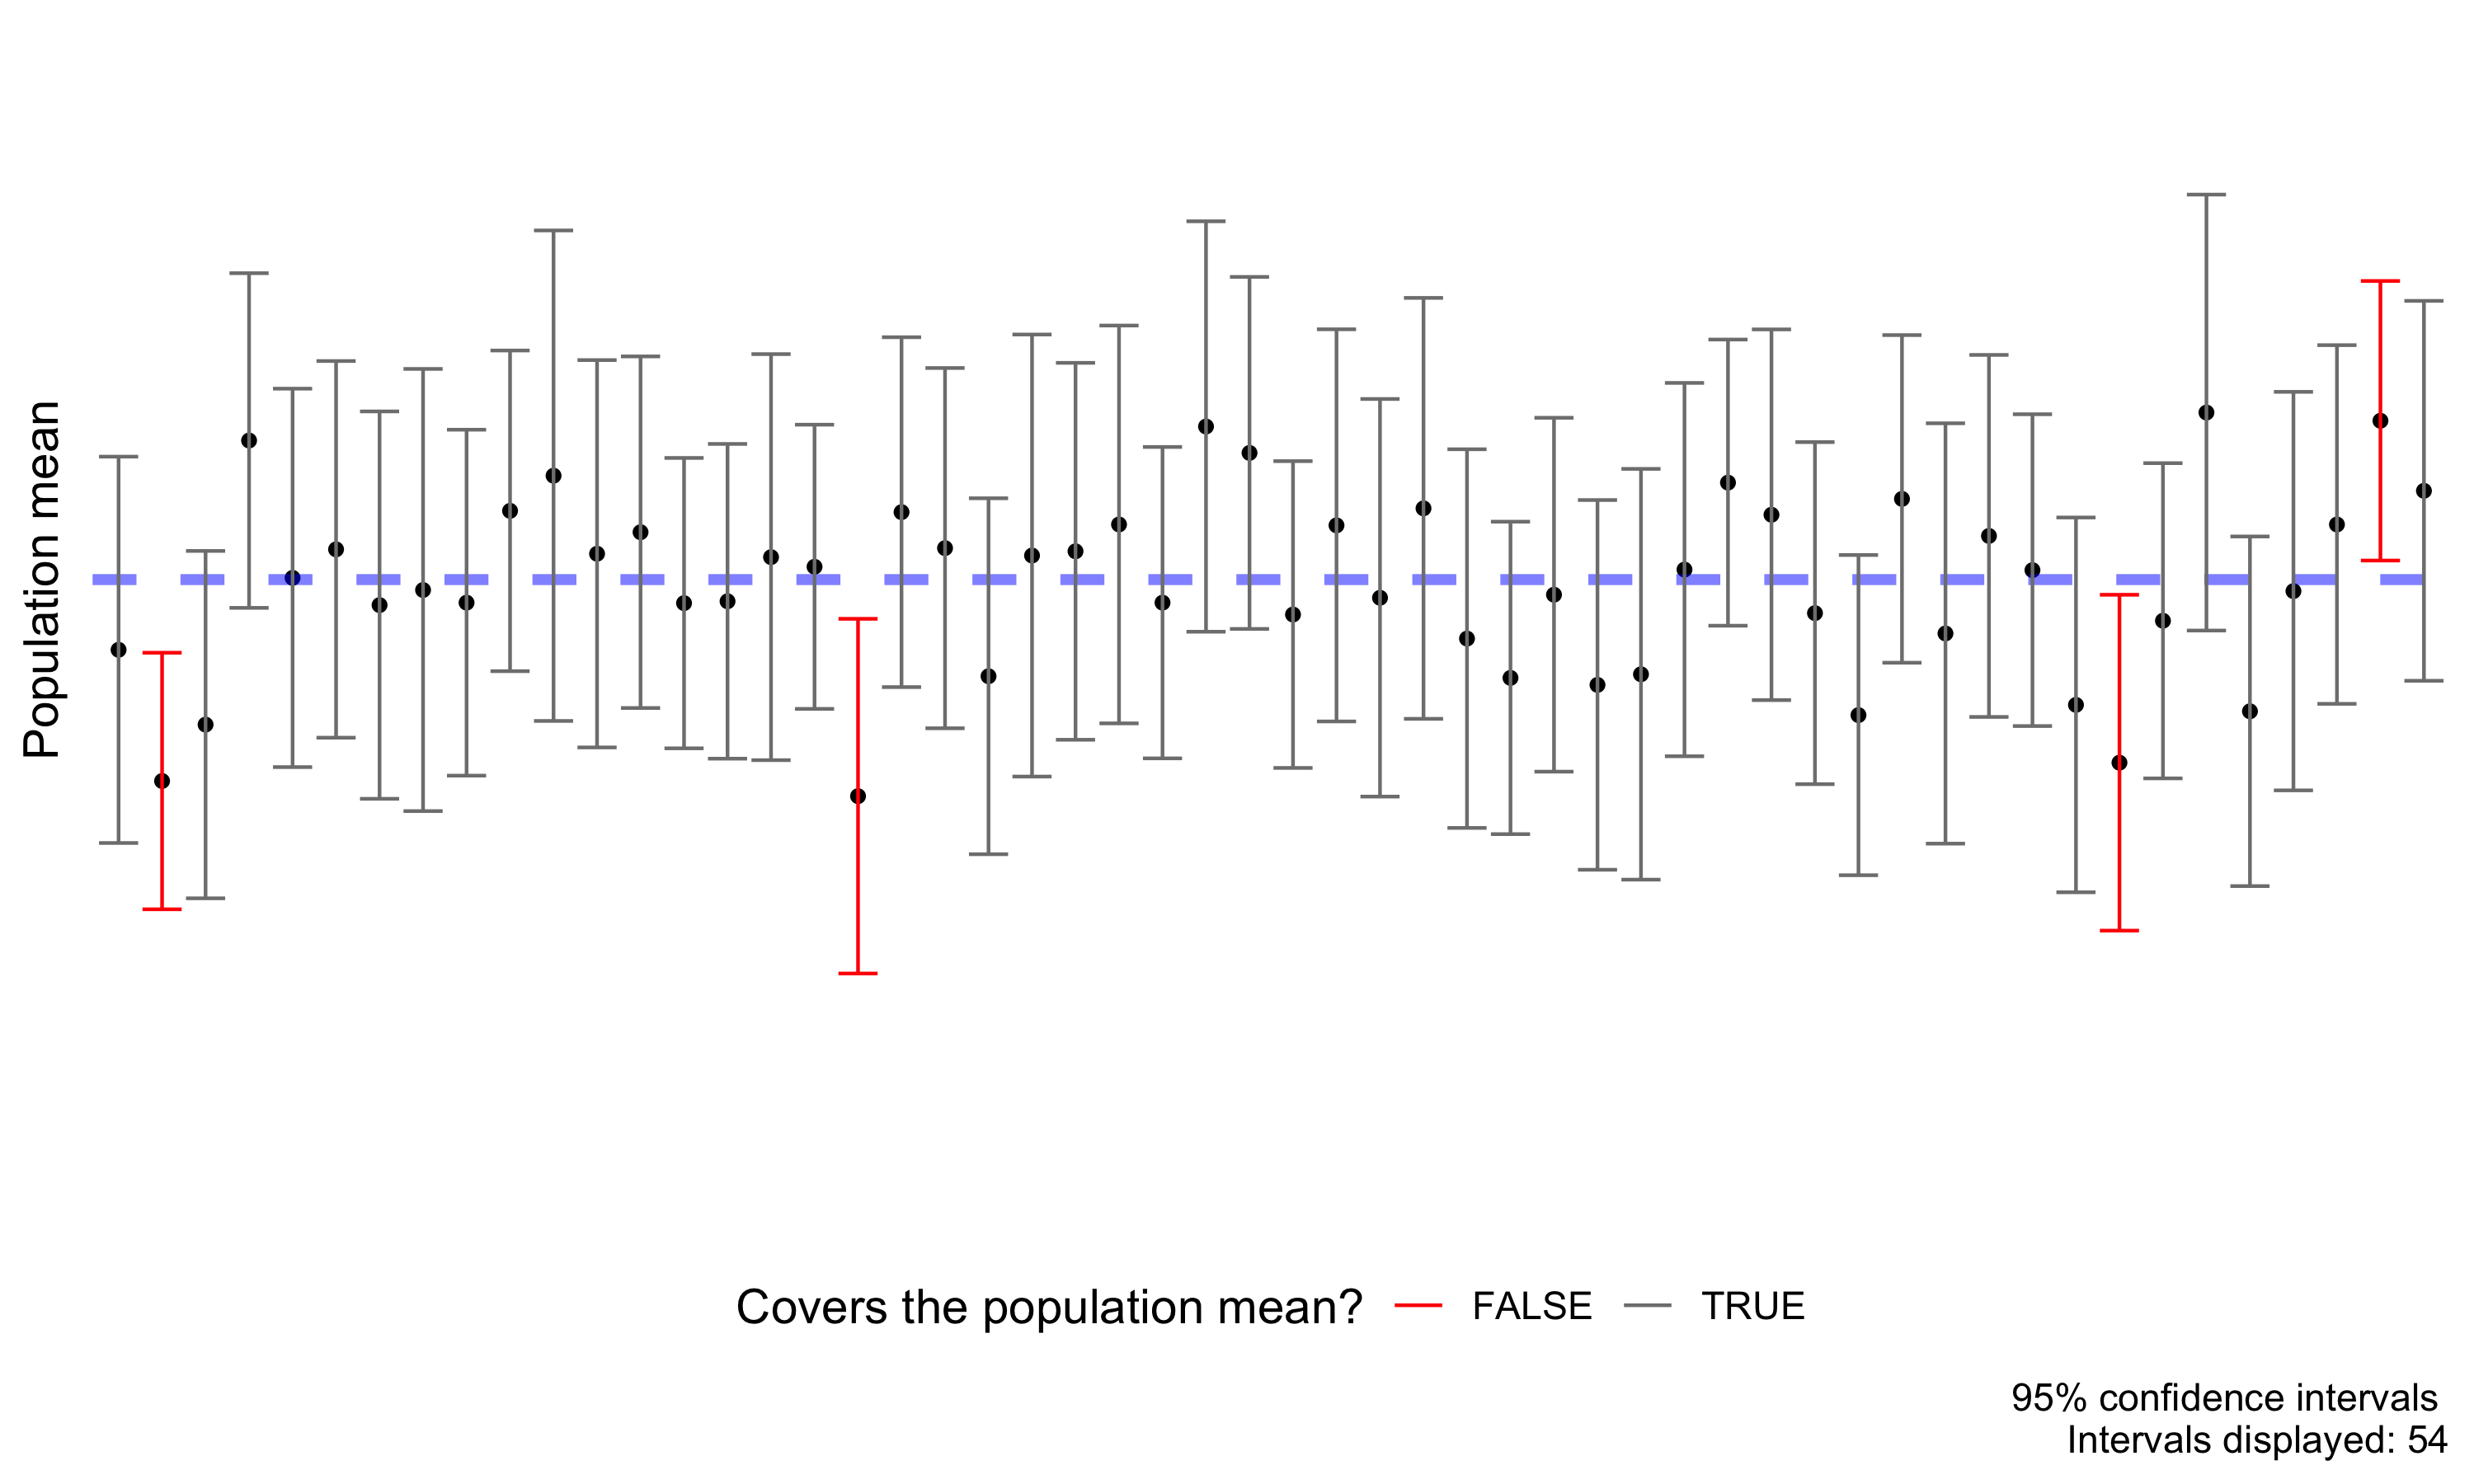 Population mean
Covers the population mean? FALSE TRUE
95% confidence intervals
Intervals displayed: 54